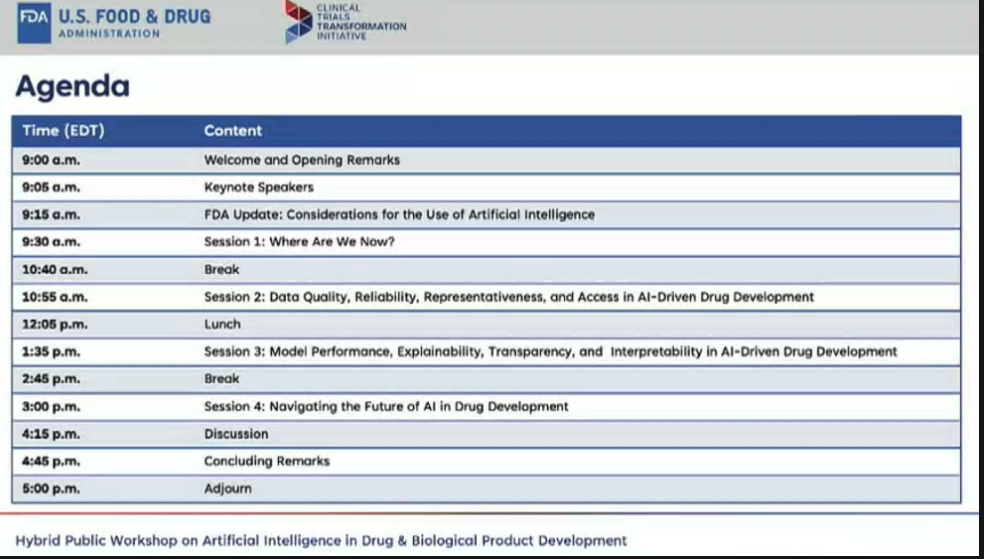 FDA U.S. FOOD & DRUG
ADMINISTRATION
CLINICAL
TRIALS
TRANSFORMATION
INITIATIVE
Agenda
Time (EDT) Content
9:00 a.m. Welcome and Opening Remarks
9:05 a.m. Keynote Speakers
9:15 a.m. FDA Update: Considerations for the Use of Artificial Intelligence
9:30 a.m. Session 1: Where Are We Now?
10:40 a.m. Break
10:55 a.m. Session 2: Data Quality, Reliability, Representativeness, and Access in AI-Driven Drug Development
12:05 p.m. Lunch
1:35 p.m. Session 3: Model Performance, Explainability, Transparency, and Interpretability in AI-Driven Drug Development
2:45 p.m. Break
3:00 p.m. Session 4: Navigating the Future of AI in Drug Development
4:15 p.m. Discussion
4:45 p.m. Concluding Remarks
5:00 p.m. Adjourn
Hybrid Public Workshop on Artificial Intelligence in Drug & Biological Product Development